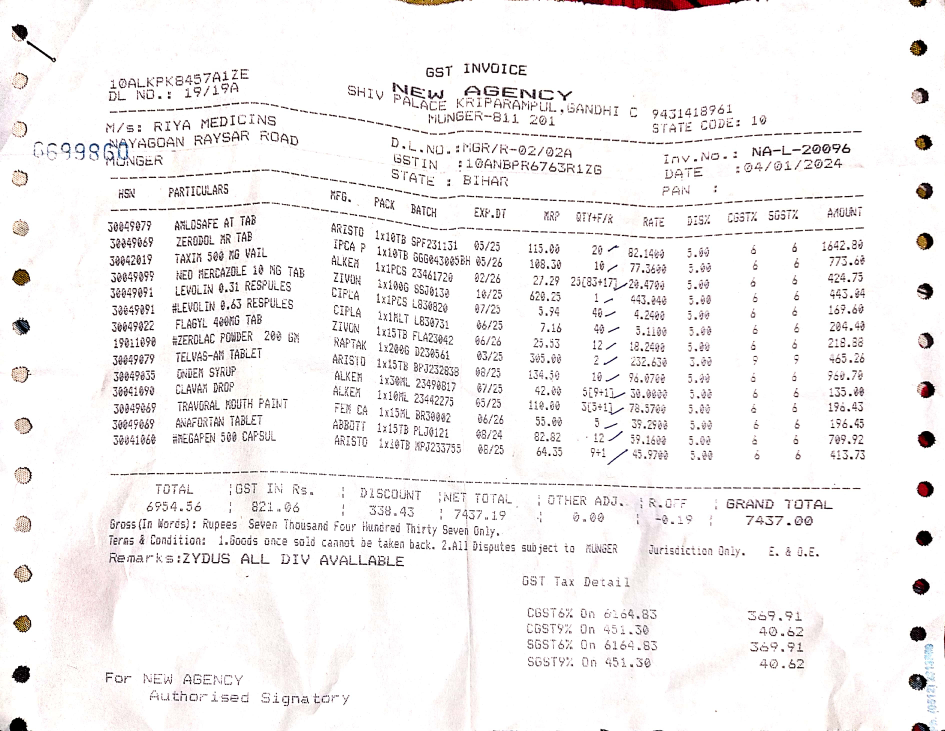 GST INVOICE
10ALKPK8457A1ZE
DL NO.: 19/19A
NEW AGENCY
SHIV PALACE KRIPARAMPUL,GANDHI C 9431418961
MUNGER-811 201 STATE CODE: 10
M/s: RIYA MEDICINS
NAYAGOAN RAYSAR ROAD
MUNGER
6699860
D.L.NO.:MGR/R-02/02A
GSTIN :10ANBPR6763R1ZG
STATE : BIHAR
Inv.No.: NA-L-20096
DATE :04/01/2024
PAN :
HSN PARTICULARS MFG. PACK BATCH EXP.DT MRP QTY+F/R RATE DIS% CGST% SGST% AMOUNT
30049079 AMLOSAFE AT TAB ARISTO 1x10TB SPF231131 05/25 115.00 20 82.1400 5.00 6 6 1642.80
30049069 ZERODOL MR TAB IPCA P 1x10TB GGG043005BH 05/26 108.30 10 77.3600 5.00 6 6 773.60
30042019 TAXIM 500 MG VAIL ALKEM 1x1PCS 23461720 02/26 27.29 25[83+17] 20.4700 5.00 6 6 424.75
30049099 NEO MERCAZOLE 10 MG TAB ZIVON 1x100G SSJ0130 10/25 620.25 1 443.040 5.00 6 6 443.04
30049091 LEVOLIN 0.31 RESPULES CIPLA 1x1PCS L830820 07/25 5.94 40 4.2400 5.00 6 6 169.60
30049091 #LEVOLIN 0.63 RESPULES CIPLA 1x1MLT L830731 06/25 7.16 40 5.1100 5.00 6 6 204.40
30049022 FLAGYL 400MG TAB ZIVON 1x15TB FLA23042 06/26 25.53 12 18.2400 5.00 6 6 218.88
19011090 #ZEROLAC POWDER 200 GM RAPTAK 1x200G D230561 03/25 305.00 2 232.630 3.00 9 9 465.26
30049079 TELVAS-AM TABLET ARISTO 1x15TB BPJ232838 08/25 134.50 10 96.0700 5.00 6 6 960.70
30049035 ONDEM SYRUP ALKEM 1x30ML 23490817 07/25 42.00 5[9+1] 30.0000 5.00 6 6 135.00
30041090 CLAVAM DROP ALKEM 1x10ML 23442275 05/25 110.00 3[5+1] 78.5700 5.00 6 6 196.43
30049069 TRAVORAL MOUTH PAINT FEM CA 1x15ML BR30002 06/26 55.00 5 39.2900 5.00 6 6 196.45
30049069 ANAFORTAN TABLET ABBOTT 1x15TB PLJ0121 08/24 82.82 12 59.1600 5.00 6 6 709.92
30041060 #MEGAPEN 500 CAPSUL ARISTO 1x10TB MPJ233755 08/25 64.35 9+1 45.9700 5.00 6 6 413.73
TOTAL |GST IN Rs. | DISCOUNT |NET TOTAL | OTHER ADJ. |R.OFF | GRAND TOTAL
6954.56 | 821.06 | 338.43 | 7437.19 | 0.00 | -0.19 | 7437.00
Gross(In Words): Rupees Seven Thousand Four Hundred Thirty Seven Only.
Terms & Condition: 1.Goods once sold cannot be taken back. 2.All Disputes subject to MUNGER Jurisdiction Only. E. & O.E.
Remarks:ZYDUS ALL DIV AVALLABLE
GST Tax Detail
CGST6% On 6164.83 369.91
CGST9% On 451.30 40.62
SGST6% On 6164.83 369.91
SGST9% On 451.30 40.62
For NEW AGENCY
Authorised Signatory